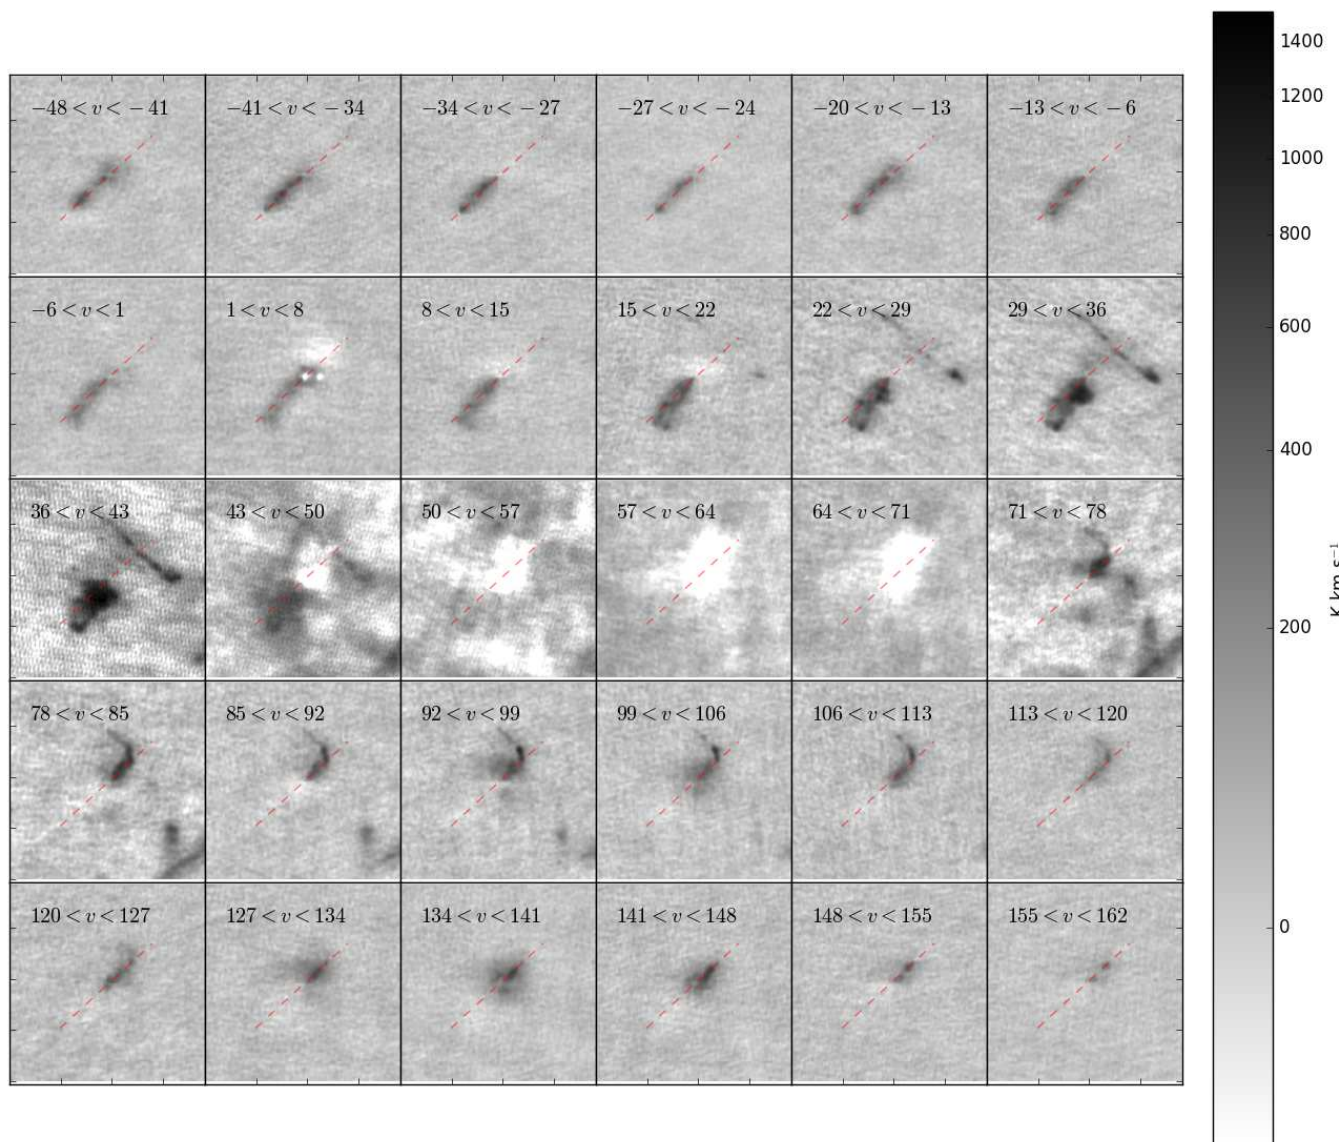 −48 < v < −41
−41 < v < −34
−34 < v < −27
−27 < v < −24
−20 < v < −13
−13 < v < −6
−6 < v < 1
1 < v < 8
8 < v < 15
15 < v < 22
22 < v < 29
29 < v < 36
36 < v < 43
43 < v < 50
50 < v < 57
57 < v < 64
64 < v < 71
71 < v < 78
78 < v < 85
85 < v < 92
92 < v < 99
99 < v < 106
106 < v < 113
113 < v < 120
120 < v < 127
127 < v < 134
134 < v < 141
141 < v < 148
148 < v < 155
155 < v < 162
1400
1200
1000
800
600
400
200
0
K km s⁻¹